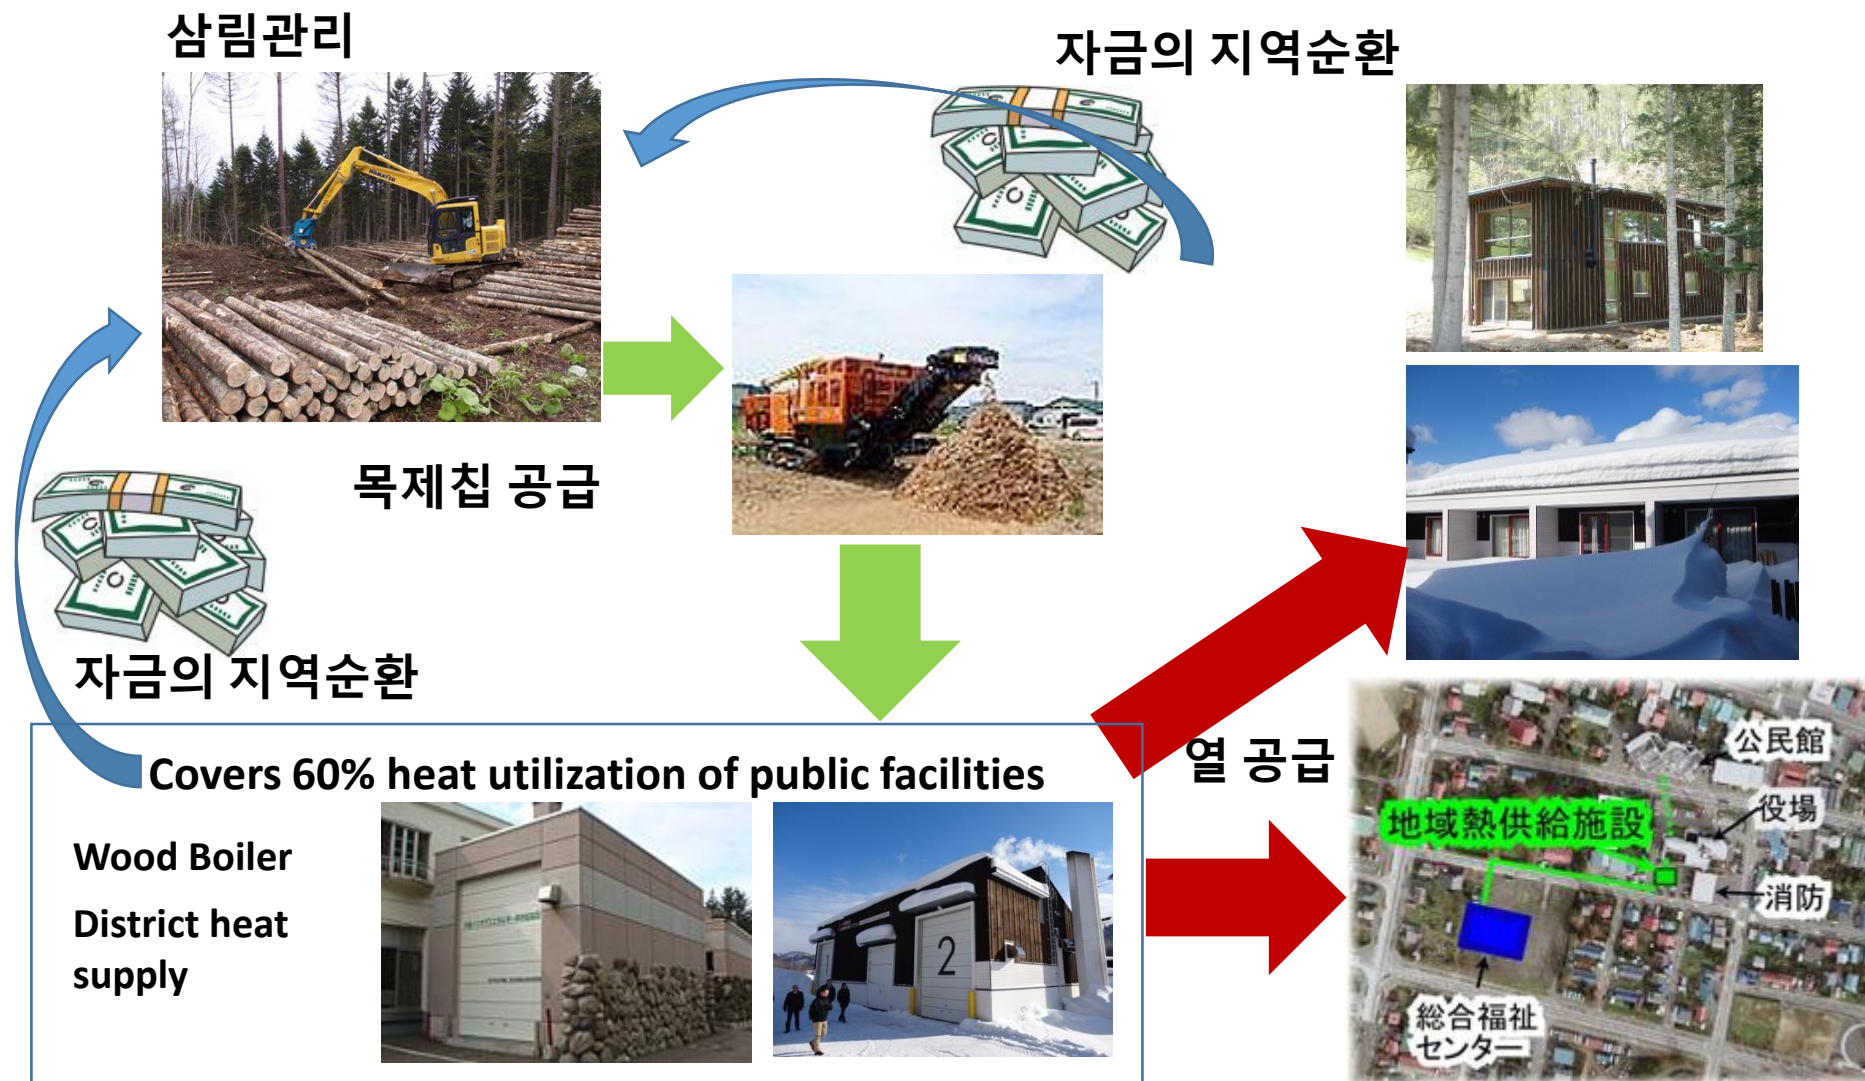 삼림관리
자금의 지역순환
KOMATSU
목제칩 공급
자금의 지역순환
Covers 60% heat utilization of public facilities
열 공급
Wood Boiler
District heat
supply
2
公民館
役場
地域熱供給施設
消防
総合福祉
センター